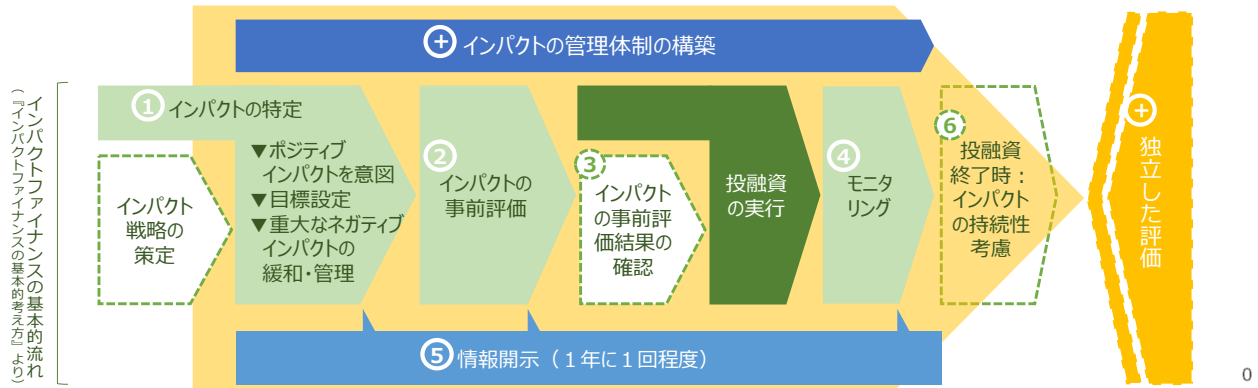 ＋ インパクトの管理体制の構築
インパクトファイナンスの基本的流れ
（『インパクトファイナンスの基本的考え方』より）
① インパクトの特定
インパクト
戦略の
策定
▼ポジティブ
インパクトを意図
▼目標設定
▼重大なネガティブ
インパクトの
緩和・管理
②
インパクトの
事前評価
③
インパクト
の事前評
価結果の
確認
投融資
の実行
④
モニタ
リング
⑥
投融資
終了時：
インパクト
の持続性
考慮
＋
独立した評価
⑤ 情報開示（１年に１回程度）
0